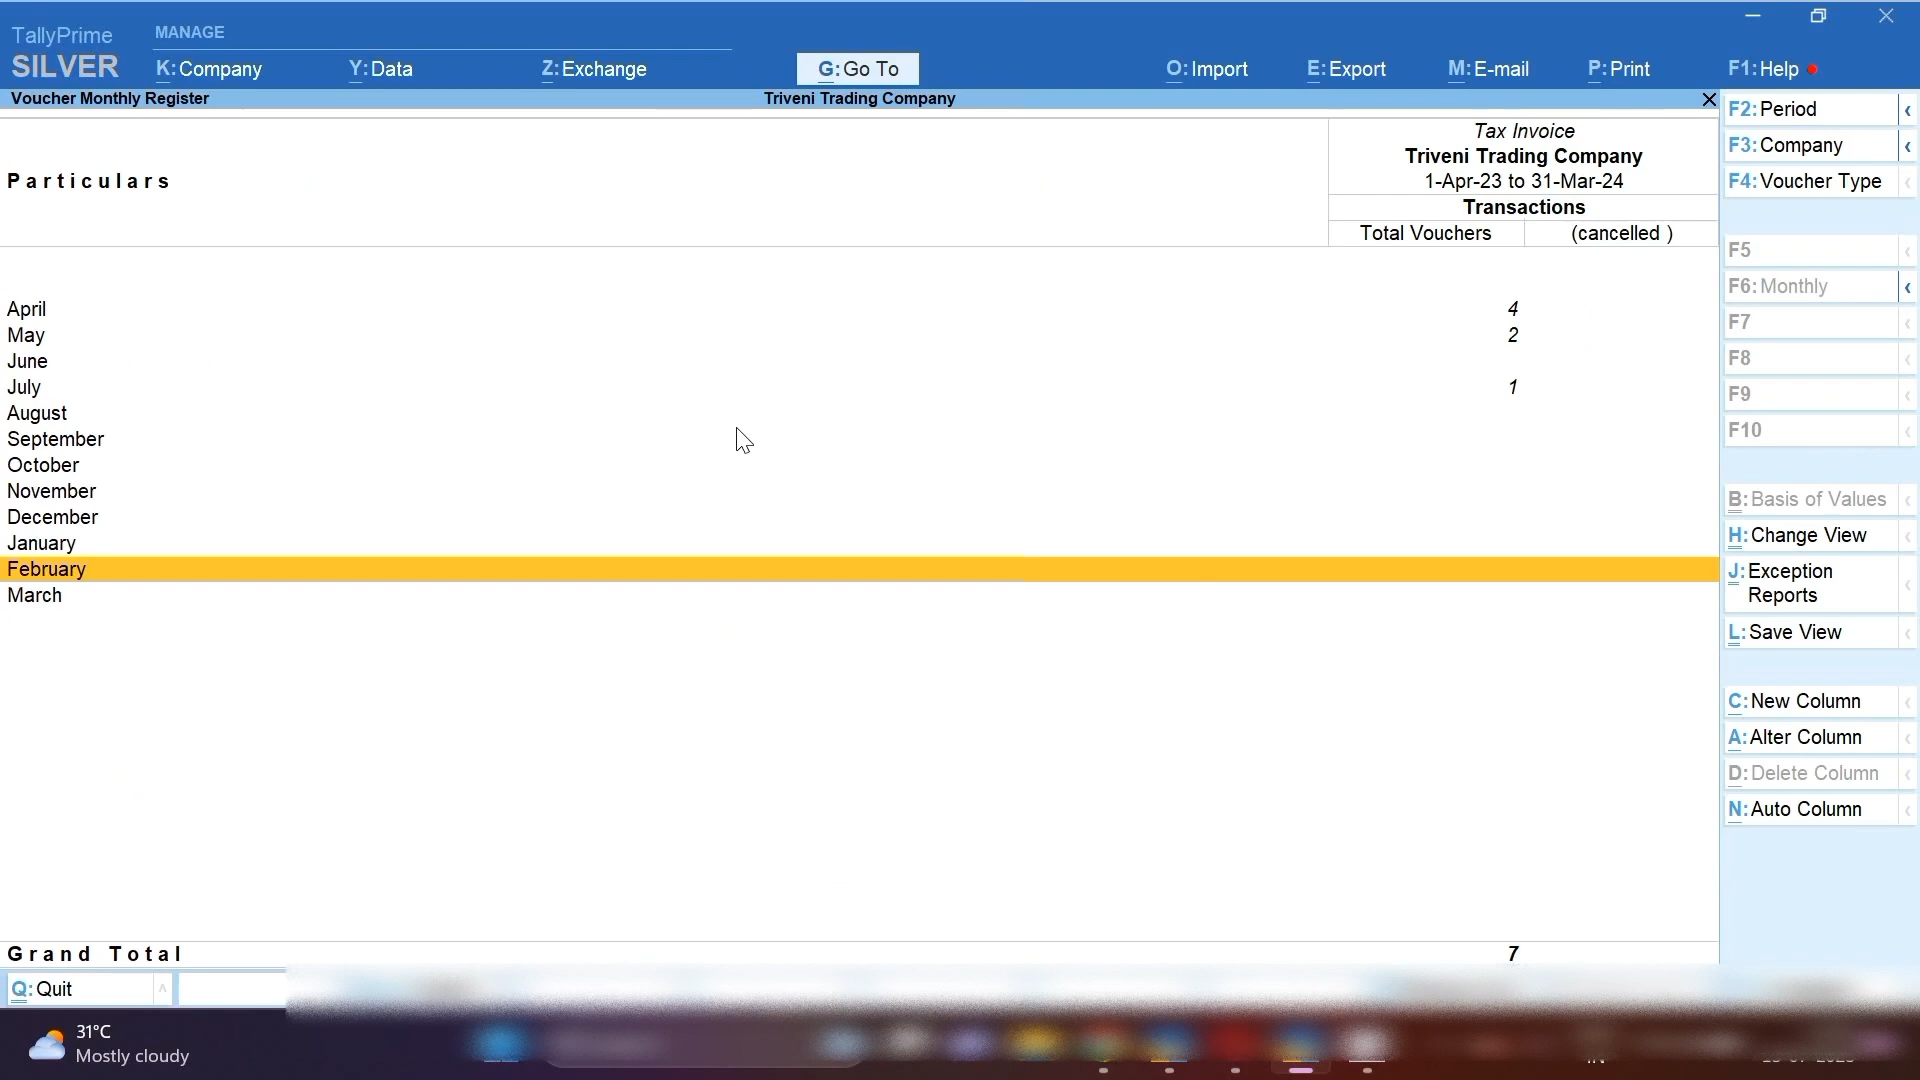 TallyPrime
SILVER
MANAGE
K:Company
Y:Data
Z:Exchange
G:Go To
O:Import
E:Export
M:E-mail
P:Print
F1:Help
Voucher Monthly Register
Triveni Trading Company
Particulars
Tax Invoice
Triveni Trading Company
1-Apr-23 to 31-Mar-24
Transactions
Total Vouchers (cancelled )
April 4
May 2
June
July 1
August
September
October
November
December
January
February
March
Grand Total 7
F2:Period
F3:Company
F4:Voucher Type
F5
F6:Monthly
F7
F8
F9
F10
B:Basis of Values
H:Change View
J:Exception
Reports
L:Save View
C:New Column
A:Alter Column
D:Delete Column
N:Auto Column
Q:Quit
31°C
Mostly cloudy